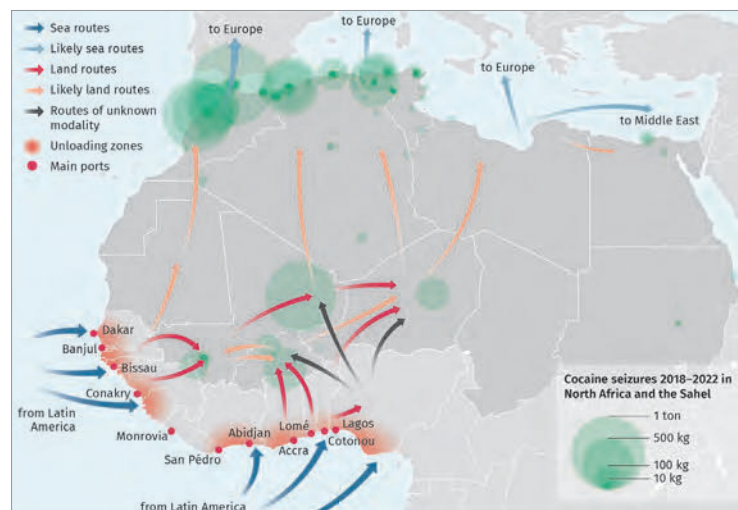 Sea routes
Likely sea routes
Land routes
Likely land routes
Routes of unknown
modality
Unloading zones
Main ports
to Europe
to Europe
to Europe
to Middle East
Dakar
Banjul
Bissau
Conakry
from Latin
America
Monrovia
San Pédro
Abidjan
Lomé
Accra
Lagos
Cotonou
from Latin America
Cocaine seizures 2018–2022 in
North Africa and the Sahel
1 ton
500 kg
100 kg
10 kg